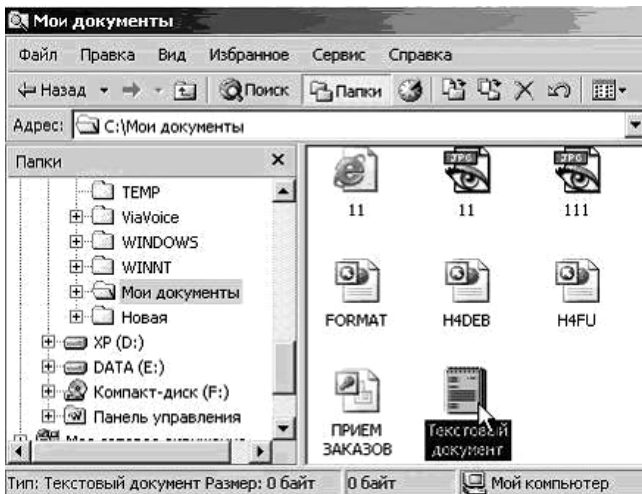 Мои документы
Файл Правка Вид Избранное Сервис Справка
Назад Поиск Папки
Адрес: C:\Мои документы
Папки
TEMP
ViaVoice
WINDOWS
WINNT
Мои документы
Новая
XP (D:)
DATA (E:)
Компакт-диск (F:)
Панель управления
JPG
JPG
11
11
111
FORMAT
H4DEB
H4FU
ПРИЕМ
ЗАКАЗОВ
Текстовый
документ
Тип: Текстовый документ Размер: 0 байт
0 байт
Мой компьютер